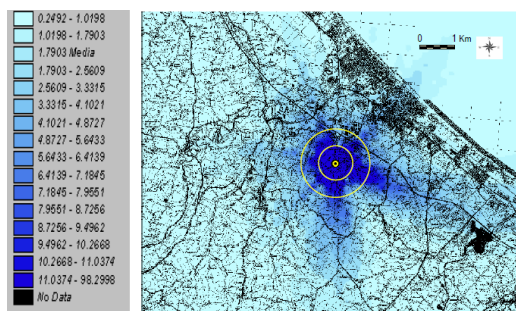 0.2492 - 1.0198
1.0198 - 1.7903
1.7903 Media
1.7903 - 2.5609
2.5609 - 3.3315
3.3315 - 4.1021
4.1021 - 4.8727
4.8727 - 5.6433
5.6433 - 6.4139
6.4139 - 7.1845
7.1845 - 7.9551
7.9551 - 8.7256
8.7256 - 9.4962
9.4962 - 10.2668
10.2668 - 11.0374
11.0374 - 98.2998
No Data
0 1 Km